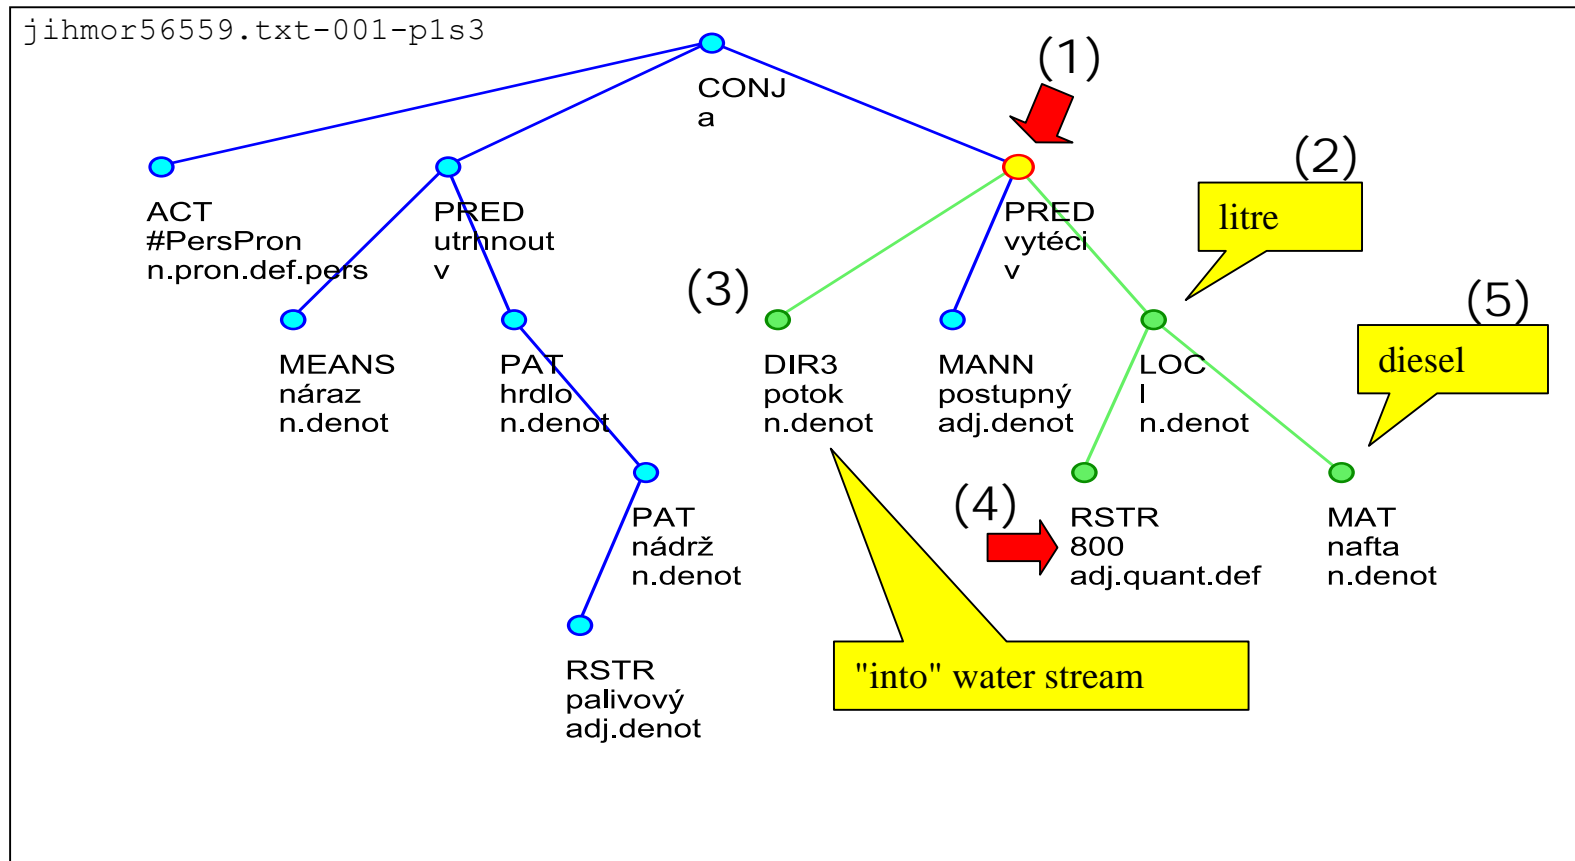 jihmor56559.txt-001-p1s3
(1)
CONJ
a
(2)
litre
ACT
#PersPron
n.pron.def.pers
PRED
utrhnout
v
PRED
vytéci
v
(3)
(5)
diesel
MEANS
náraz
n.denot
PAT
hrdlo
n.denot
DIR3
potok
n.denot
MANN
postupný
adj.denot
LOC
l
n.denot
(4)
PAT
nádrž
n.denot
RSTR
800
adj.quant.def
MAT
nafta
n.denot
RSTR
palivový
adj.denot
"into" water stream